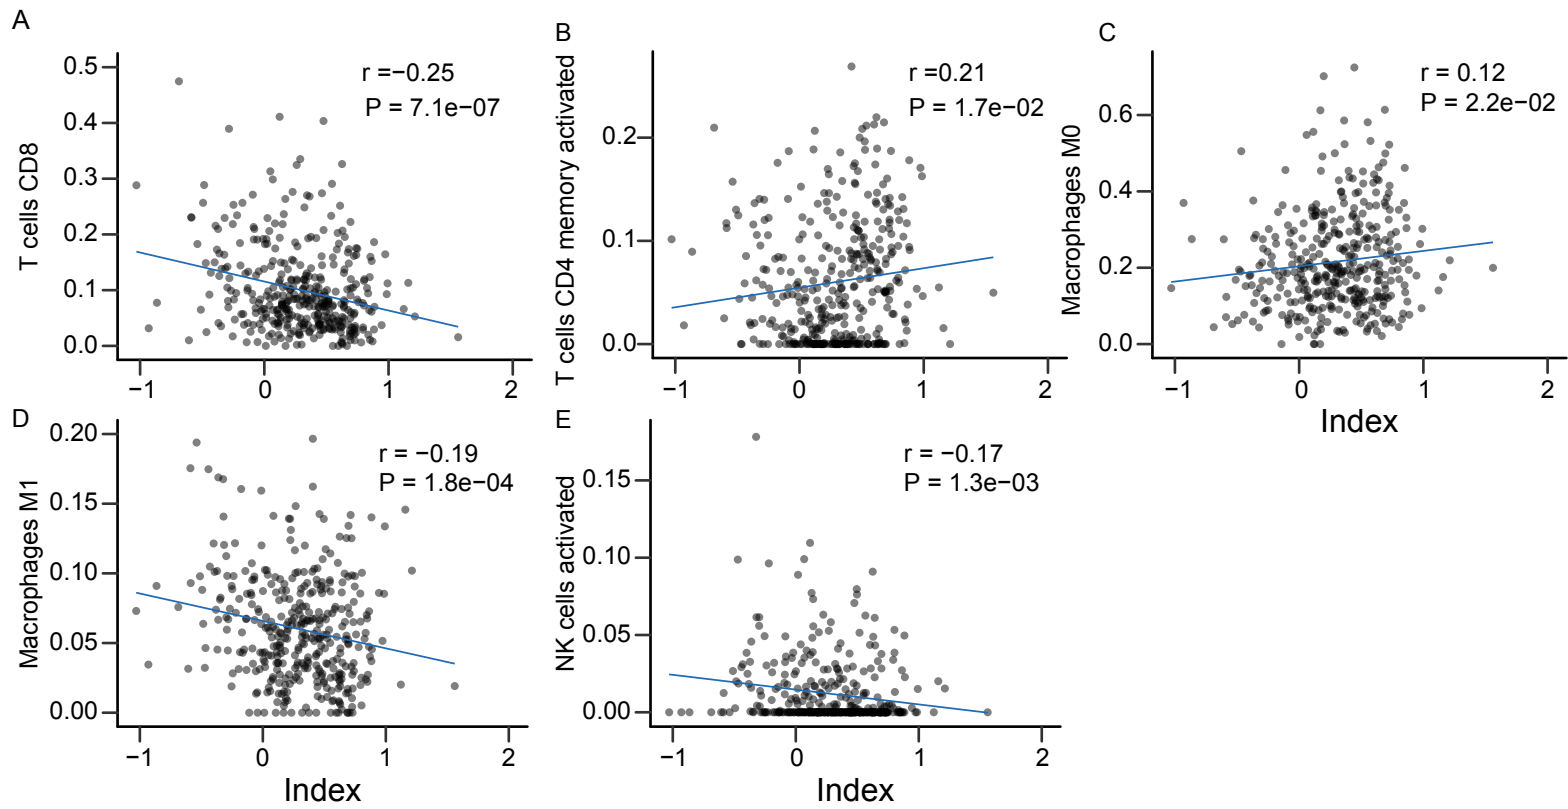 A
T cells CD8
0.5
0.4
0.3
0.2
0.1
0.0
−1
0
1
2
r =−0.25
P = 7.1e−07
B
T cells CD4 memory activated
0.2
0.1
0.0
−1
0
1
2
r =0.21
P = 1.7e−02
C
Macrophages M0
0.6
0.4
0.2
0.0
−1
0
1
2
Index
r = 0.12
P = 2.2e−02
D
Macrophages M1
0.20
0.15
0.10
0.05
0.00
−1
0
1
2
Index
r = −0.19
P = 1.8e−04
E
NK cells activated
0.15
0.10
0.05
0.00
−1
0
1
2
Index
r = −0.17
P = 1.3e−03